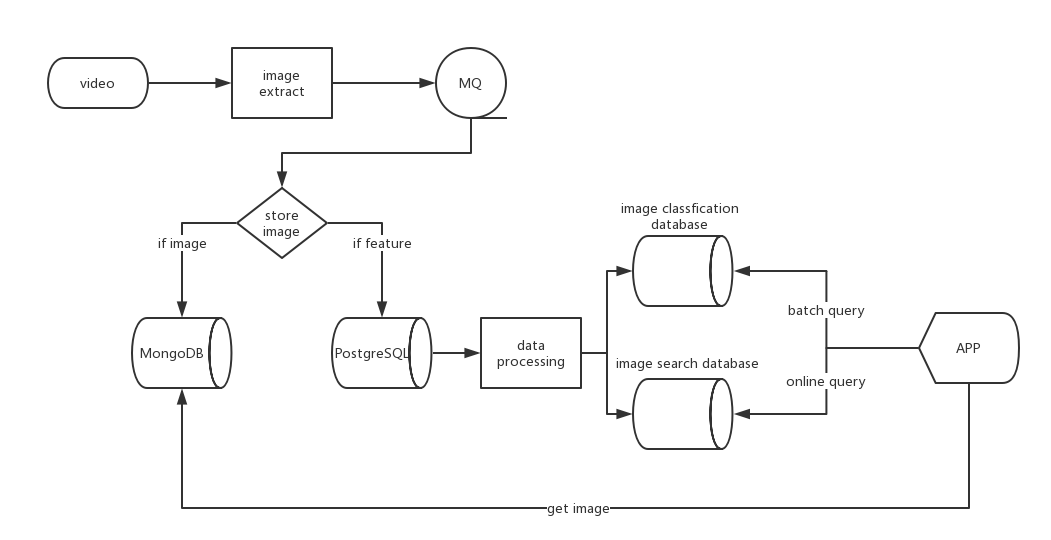 video
image
extract
MQ
store
image
if image
if feature
image classfication
database
batch query
MongoDB
PostgreSQL
data
processing
image search database
APP
online query
get image